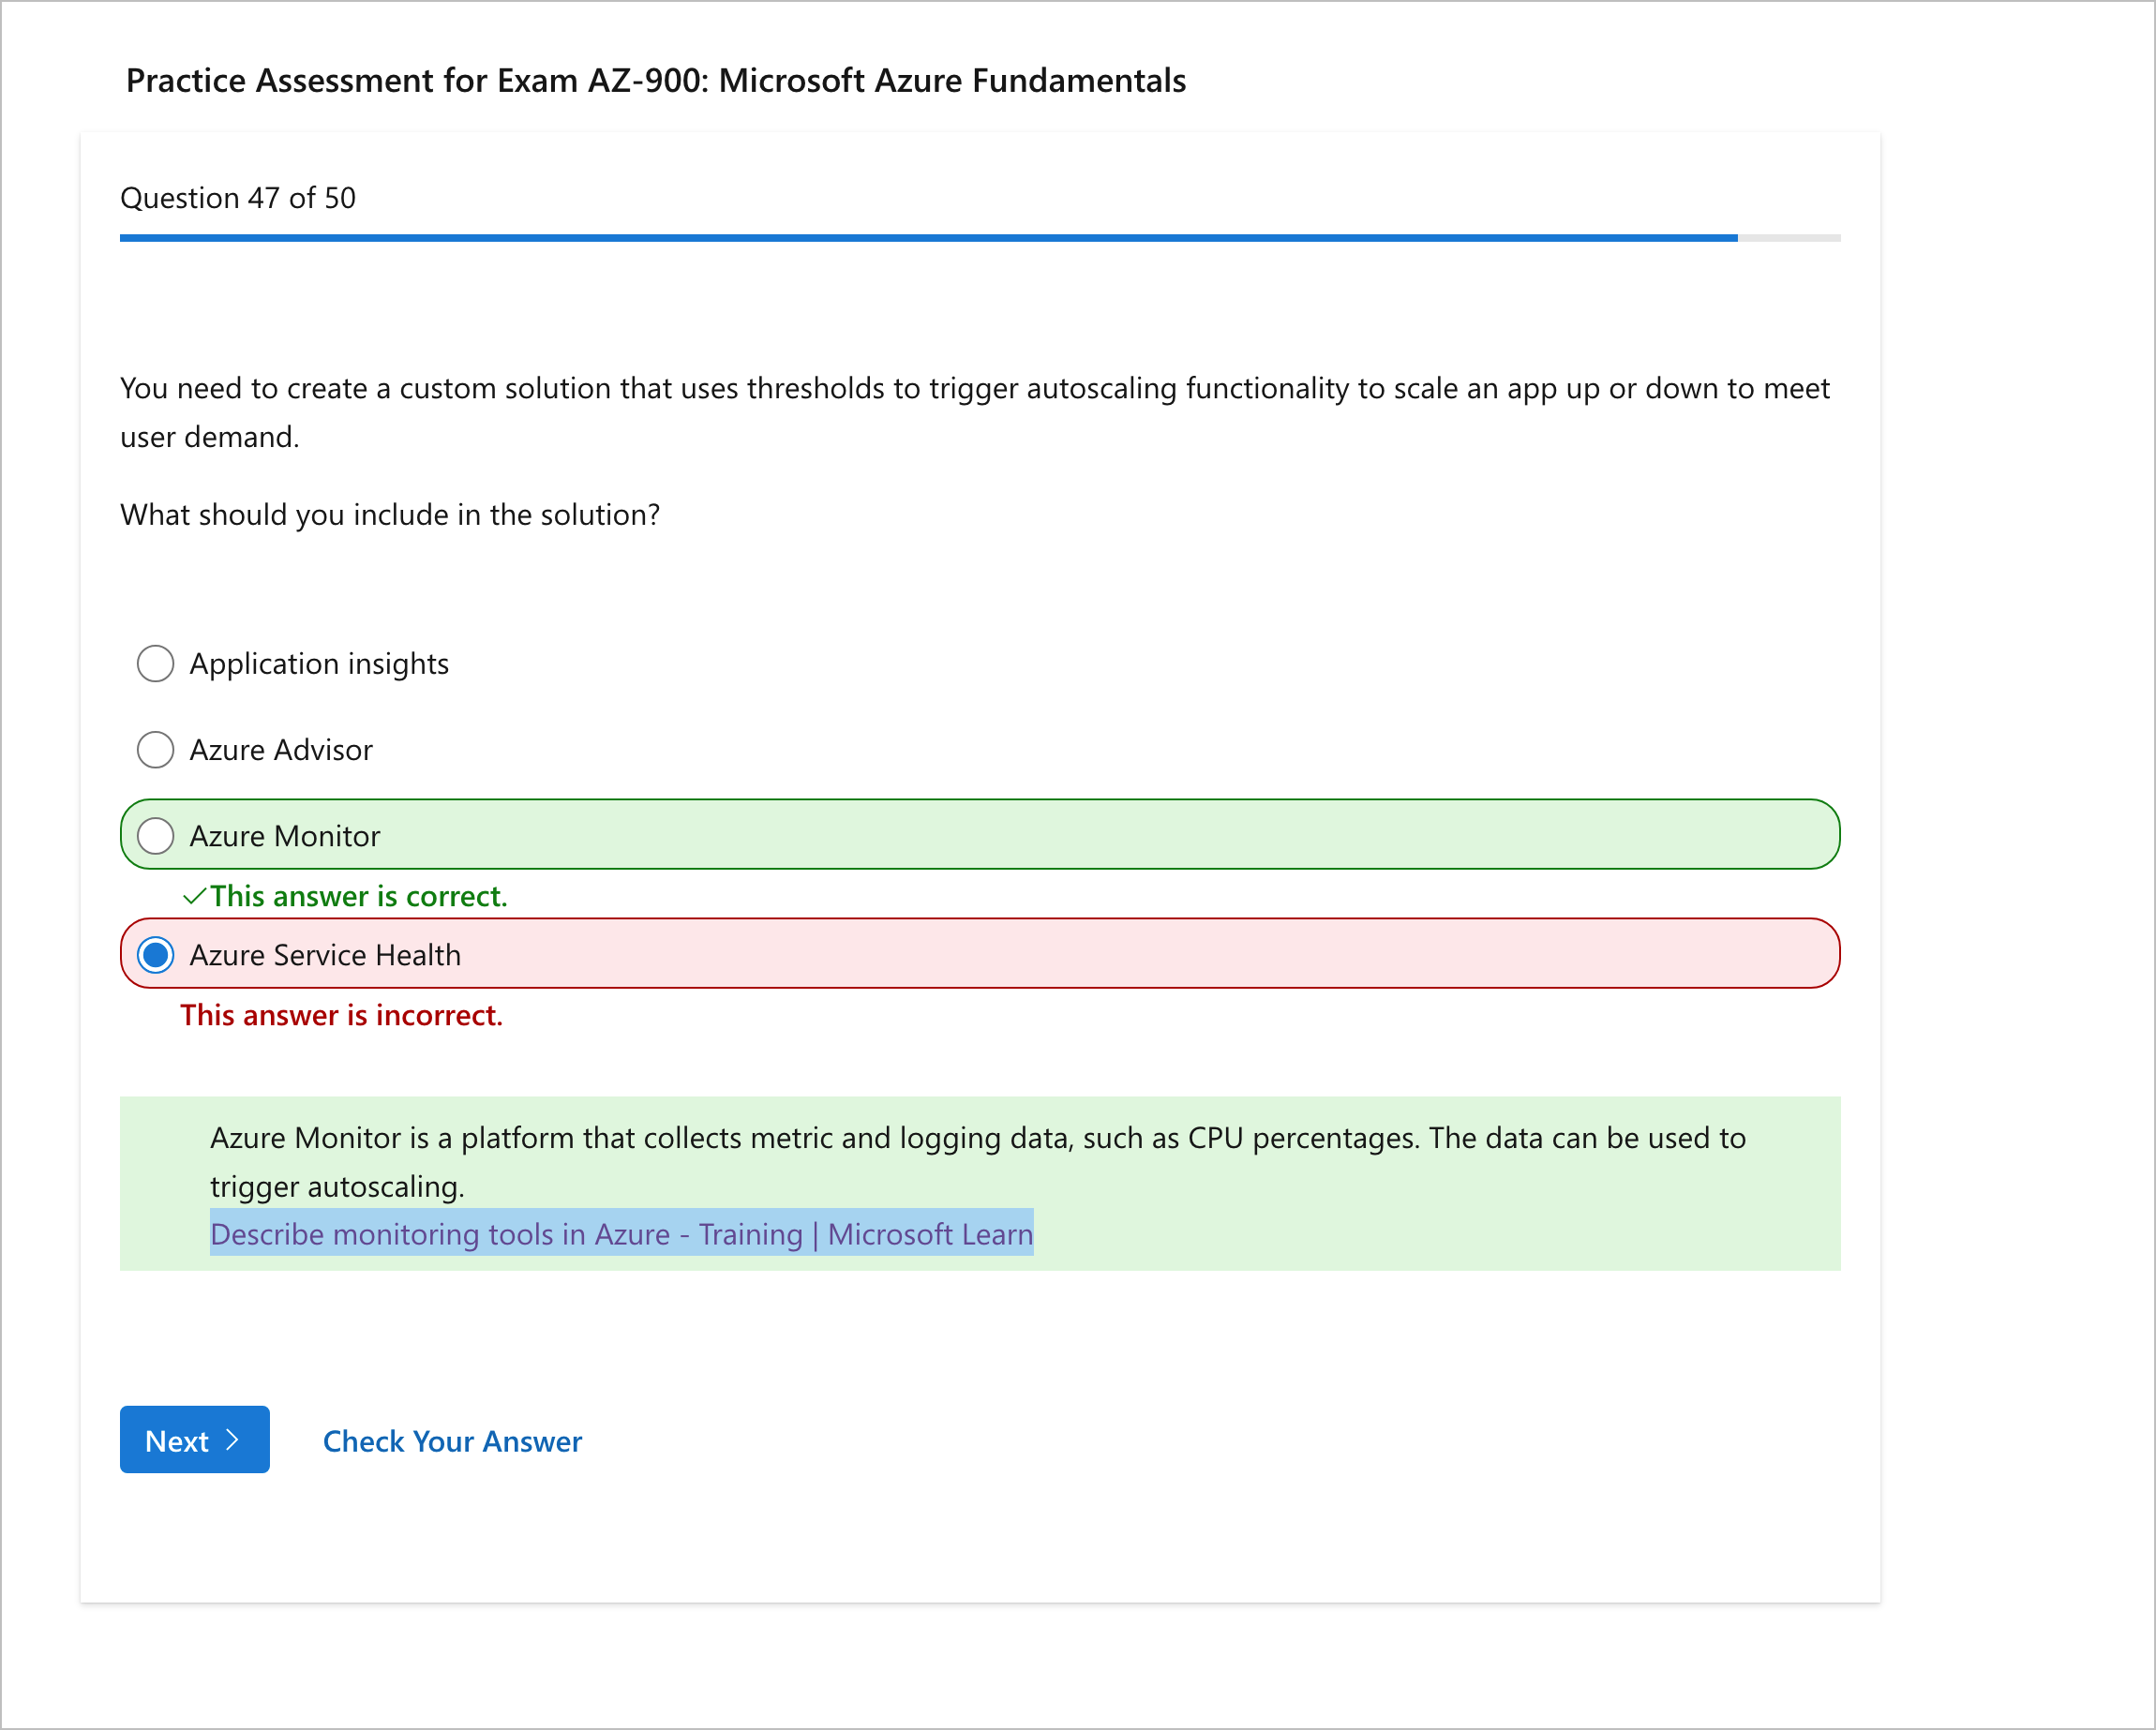 Practice Assessment for Exam AZ-900: Microsoft Azure Fundamentals
Question 47 of 50
You need to create a custom solution that uses thresholds to trigger autoscaling functionality to scale an app up or down to meet
user demand.
What should you include in the solution?
Application insights
Azure Advisor
Azure Monitor
This answer is correct.
Azure Service Health
This answer is incorrect.
Azure Monitor is a platform that collects metric and logging data, such as CPU percentages. The data can be used to
trigger autoscaling.
Describe monitoring tools in Azure - Training | Microsoft Learn
Next
Check Your Answer